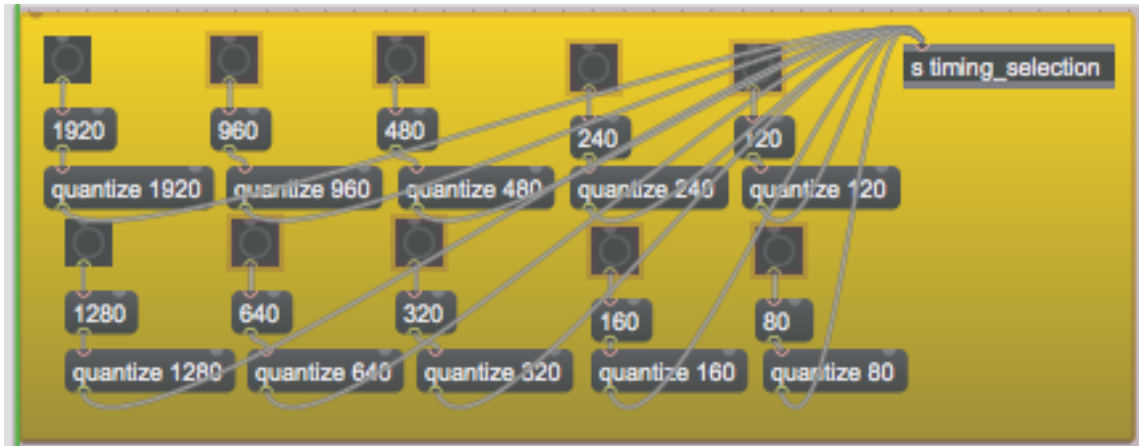 s timing_selection
1920 960 480 240 120
quantize 1920 quantize 960 quantize 480 quantize 240 quantize 120
1280 640 320 160 80
quantize 1280 quantize 640 quantize 320 quantize 160 quantize 80